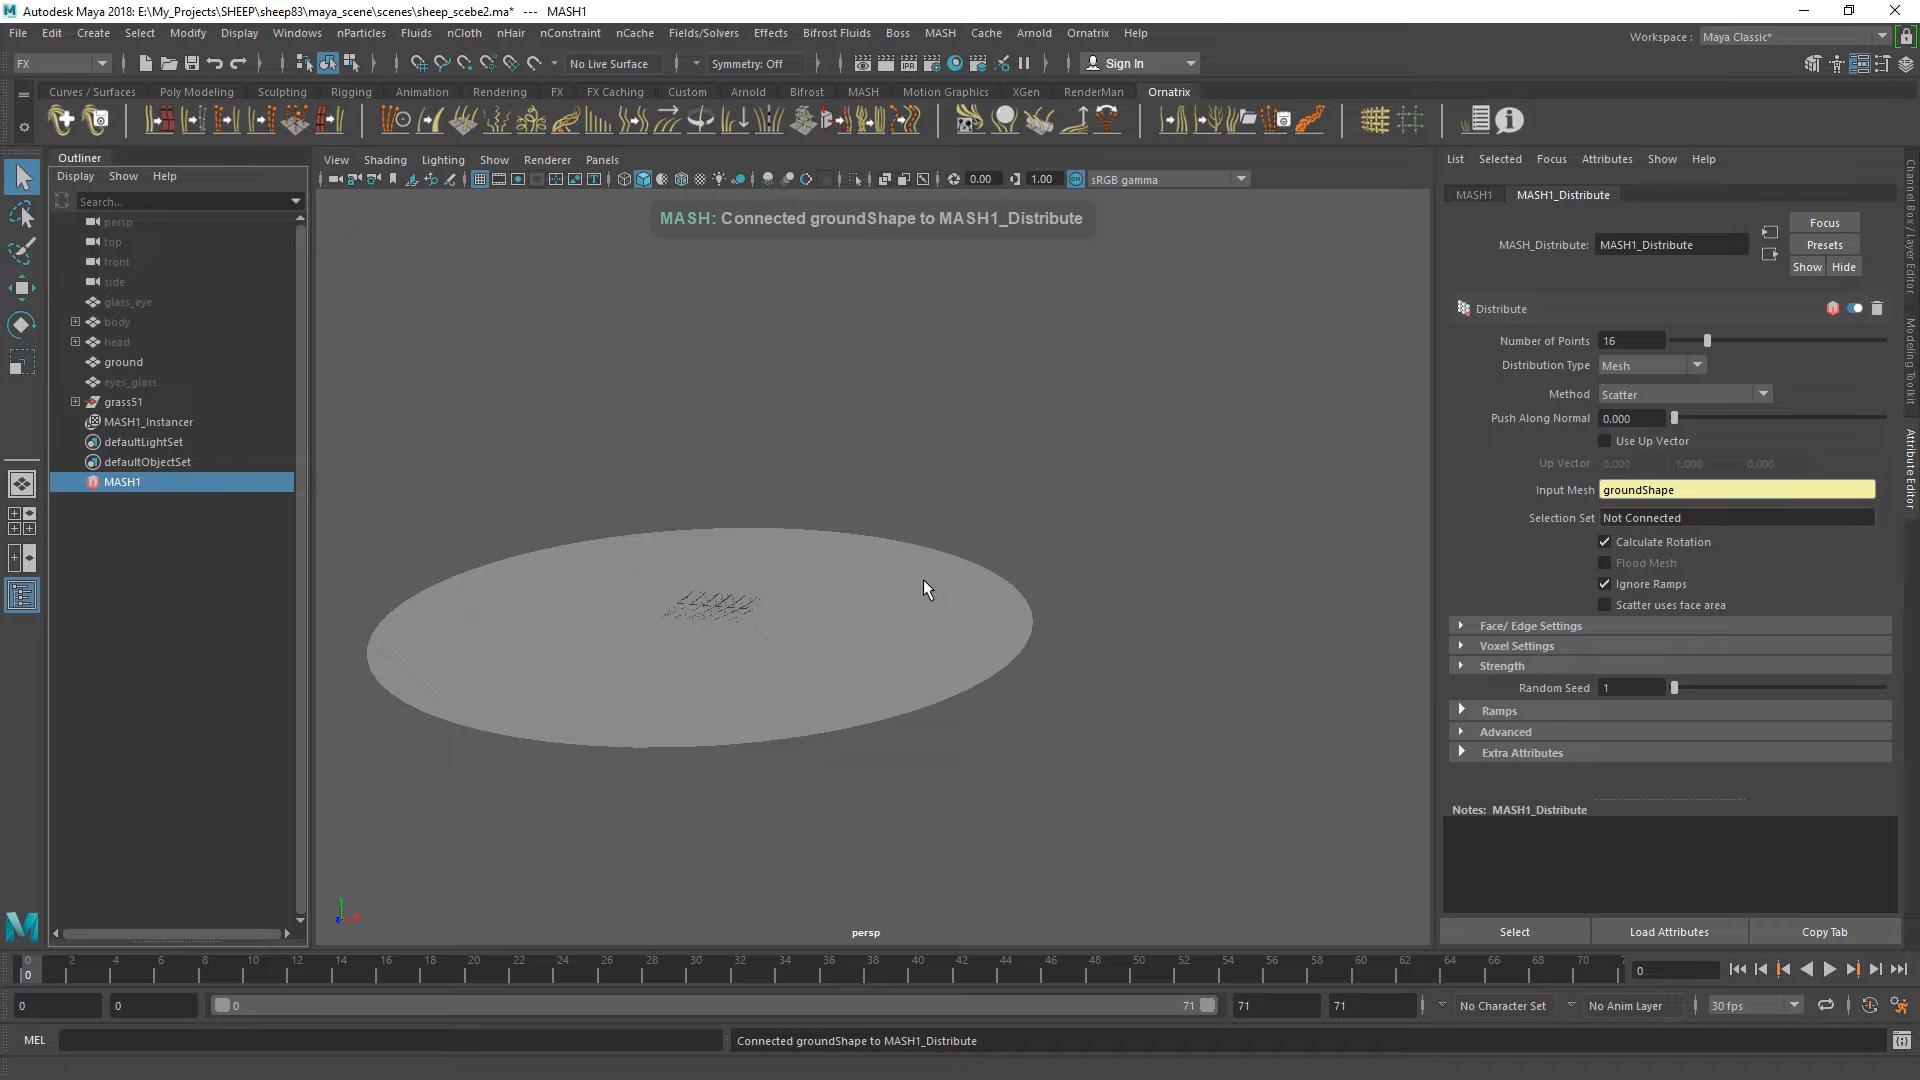 Autodesk Maya 2018: E:\My_Projects\SHEEP\sheep83\maya_scene\scenes\sheep_scebe2.ma* --- MASH1
File Edit Create Select Modify Display Windows nParticles Fluids nCloth nHair nConstraint nCache Fields/Solvers Effects Bifrost Fluids Boss MASH Cache Arnold Ornatrix Help
Workspace : Maya Classic*
FX No Live Surface Symmetry: Off Sign In
Curves / Surfaces Poly Modeling Sculpting Rigging Animation Rendering FX FX Caching Custom Arnold Bifrost MASH Motion Graphics XGen RenderMan Ornatrix
Outliner
Display Show Help
Search...
persp
top
front
side
glass_eye
body
head
ground
eyes_glass
grass51
MASH1_Instancer
defaultLightSet
defaultObjectSet
MASH1
View Shading Lighting Show Renderer Panels
0.00 1.00 sRGB gamma
MASH: Connected groundShape to MASH1_Distribute
persp
List Selected Focus Attributes Show Help
MASH1 MASH1_Distribute
Focus
MASH_Distribute: MASH1_Distribute
Presets
Show Hide
Distribute
Number of Points 16
Distribution Type Mesh
Method Scatter
Push Along Normal 0.000
Use Up Vector
Up Vector 0.000 1.000 0.000
Input Mesh groundShape
Selection Set Not Connected
Calculate Rotation
Flood Mesh
Ignore Ramps
Scatter uses face area
Face/ Edge Settings
Voxel Settings
Strength
Random Seed 1
Ramps
Advanced
Extra Attributes
Notes: MASH1_Distribute
Select Load Attributes Copy Tab
Channel Box / Layer Editor
Modeling Toolkit
Attribute Editor
0 2 4 6 8 10 12 14 16 18 20 22 24 26 28 30 32 34 36 38 40 42 44 46 48 50 52 54 56 58 60 62 64 66 68 70
0 0
0 0 0 71 71 71 No Character Set No Anim Layer 30 fps
MEL Connected groundShape to MASH1_Distribute